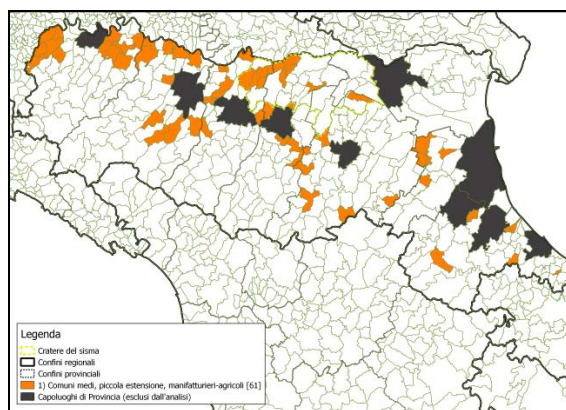 Legenda
Cratere del sisma
Confini regionali
Confini provinciali
1) Comuni medi, piccola estensione, manifatturieri-agricoli [61]
Capoluoghi di Provincia (esclusi dall'analisi)